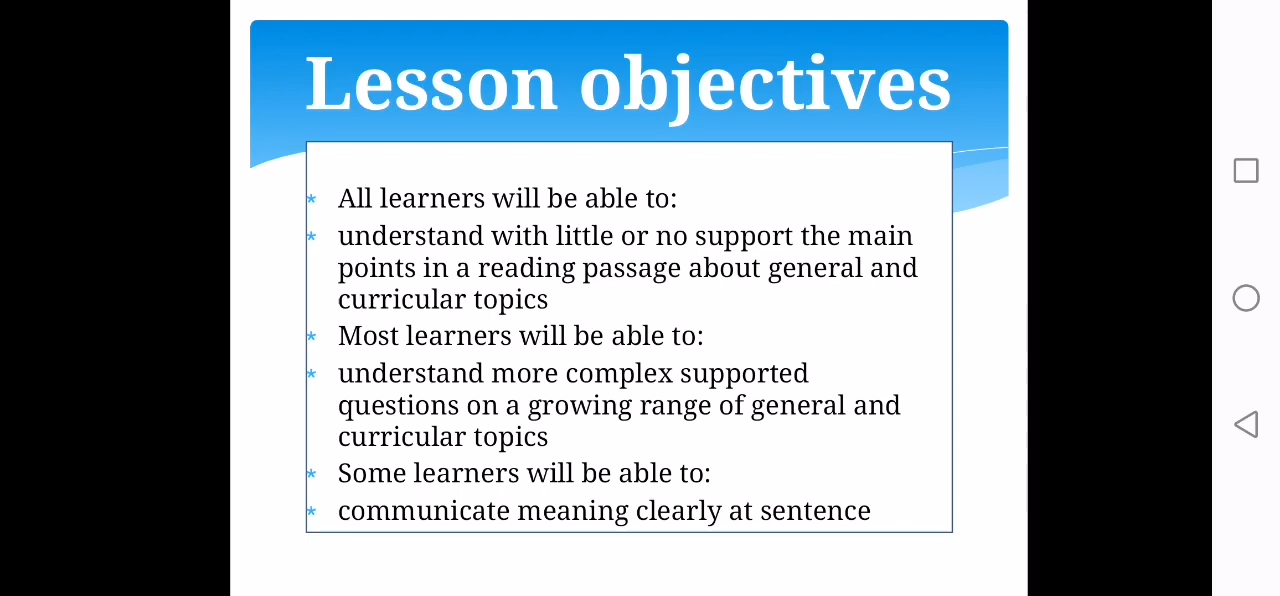 Lesson objectives
* All learners will be able to:
* understand with little or no support the main
points in a reading passage about general and
curricular topics
* Most learners will be able to:
* understand more complex supported
questions on a growing range of general and
curricular topics
* Some learners will be able to:
* communicate meaning clearly at sentence